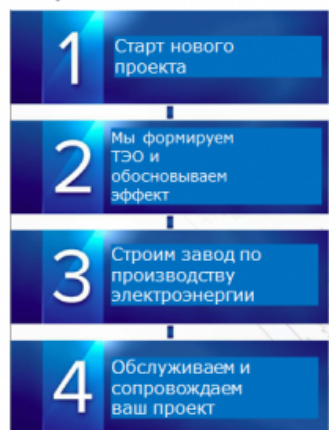 1
Старт нового
проекта
2
Мы формируем
ТЭО и
обосновываем
эффект
3
Строим завод по
производству
электроэнергии
4
Обслуживаем и
сопровождаем
ваш проект